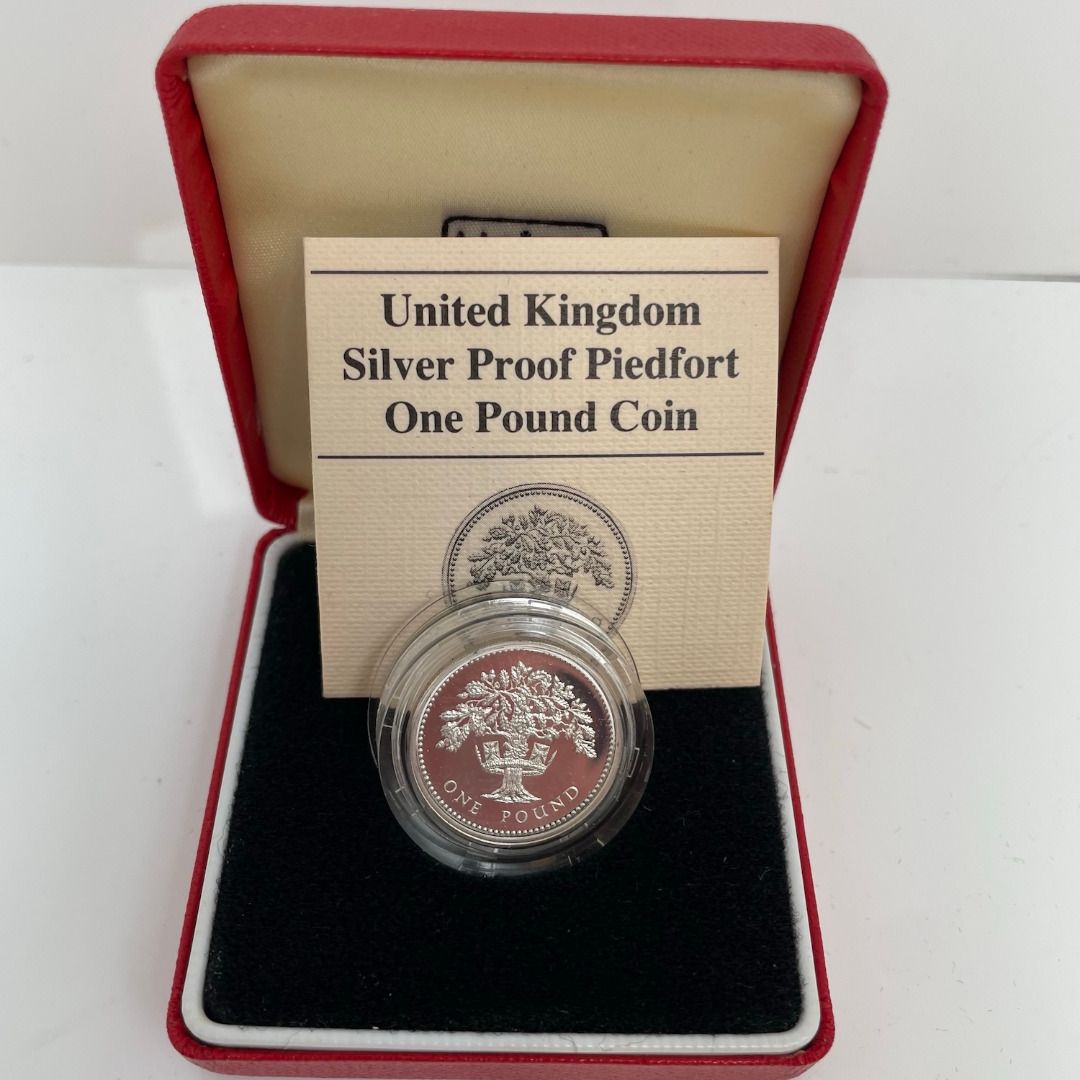 United Kingdom
Silver Proof Piedfort
One Pound Coin
ONE POUND